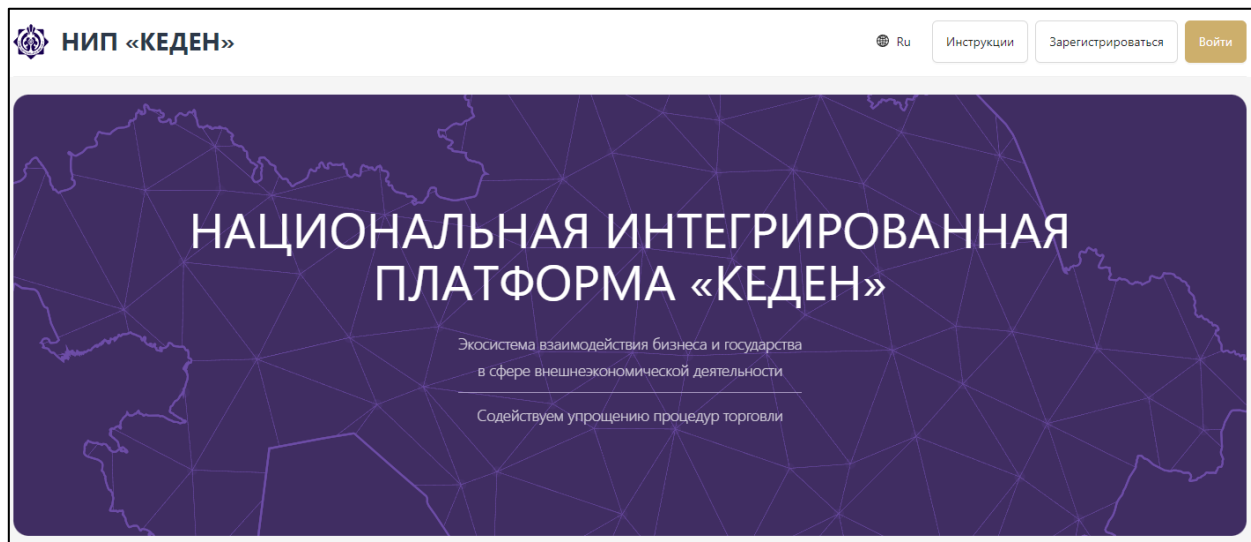 НИП «КЕДЕН»
Ru
Инструкции
Зарегистрироваться
Войти
НАЦИОНАЛЬНАЯ ИНТЕГРИРОВАННАЯ
ПЛАТФОРМА «КЕДЕН»
Экосистема взаимодействия бизнеса и государства
в сфере внешнеэкономической деятельности
Содействуем упрощению процедур торговли